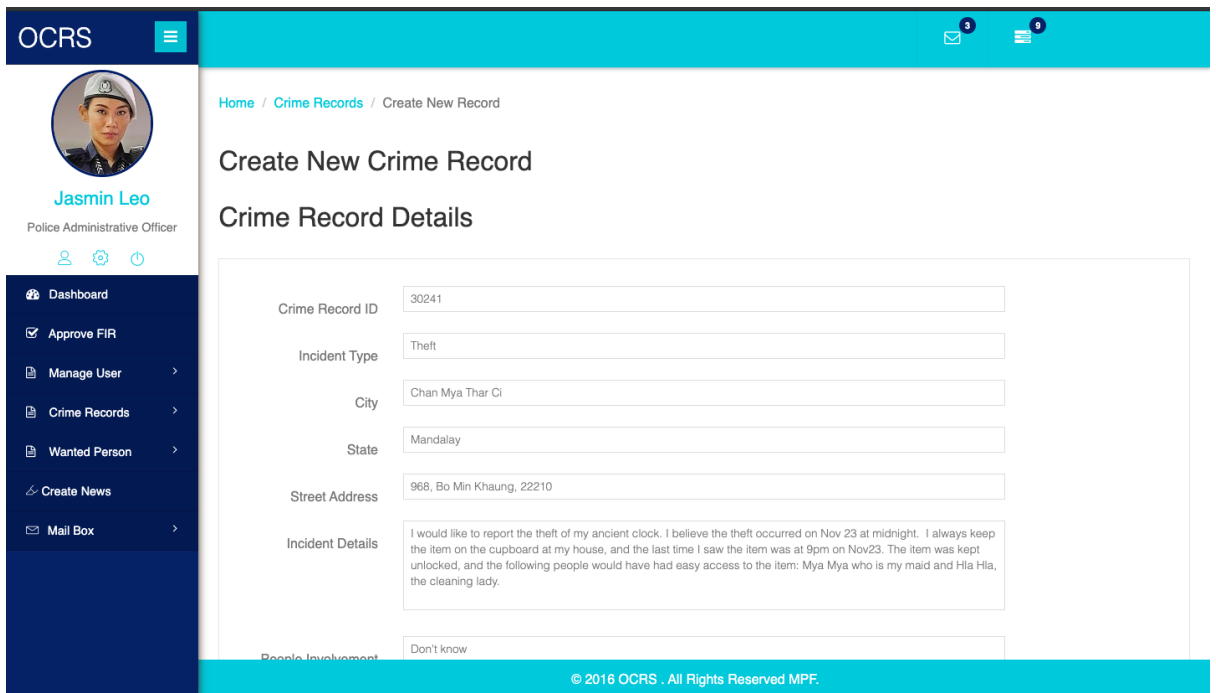 OCRS
3
9
Jasmin Leo
Police Administrative Officer
Dashboard
Approve FIR
Manage User
Crime Records
Wanted Person
Create News
Mail Box
Home / Crime Records / Create New Record
Create New Crime Record
Crime Record Details
Crime Record ID
30241
Incident Type
Theft
City
Chan Mya Thar Ci
State
Mandalay
Street Address
968, Bo Min Khaung, 22210
Incident Details
I would like to report the theft of my ancient clock. I believe the theft occurred on Nov 23 at midnight.  I always keep
the item on the cupboard at my house, and the last time I saw the item was at 9pm on Nov23. The item was kept
unlocked, and the following people would have had easy access to the item: Mya Mya who is my maid and Hla Hla,
the cleaning lady.
People Involvement
Don't know
© 2016 OCRS . All Rights Reserved MPF.